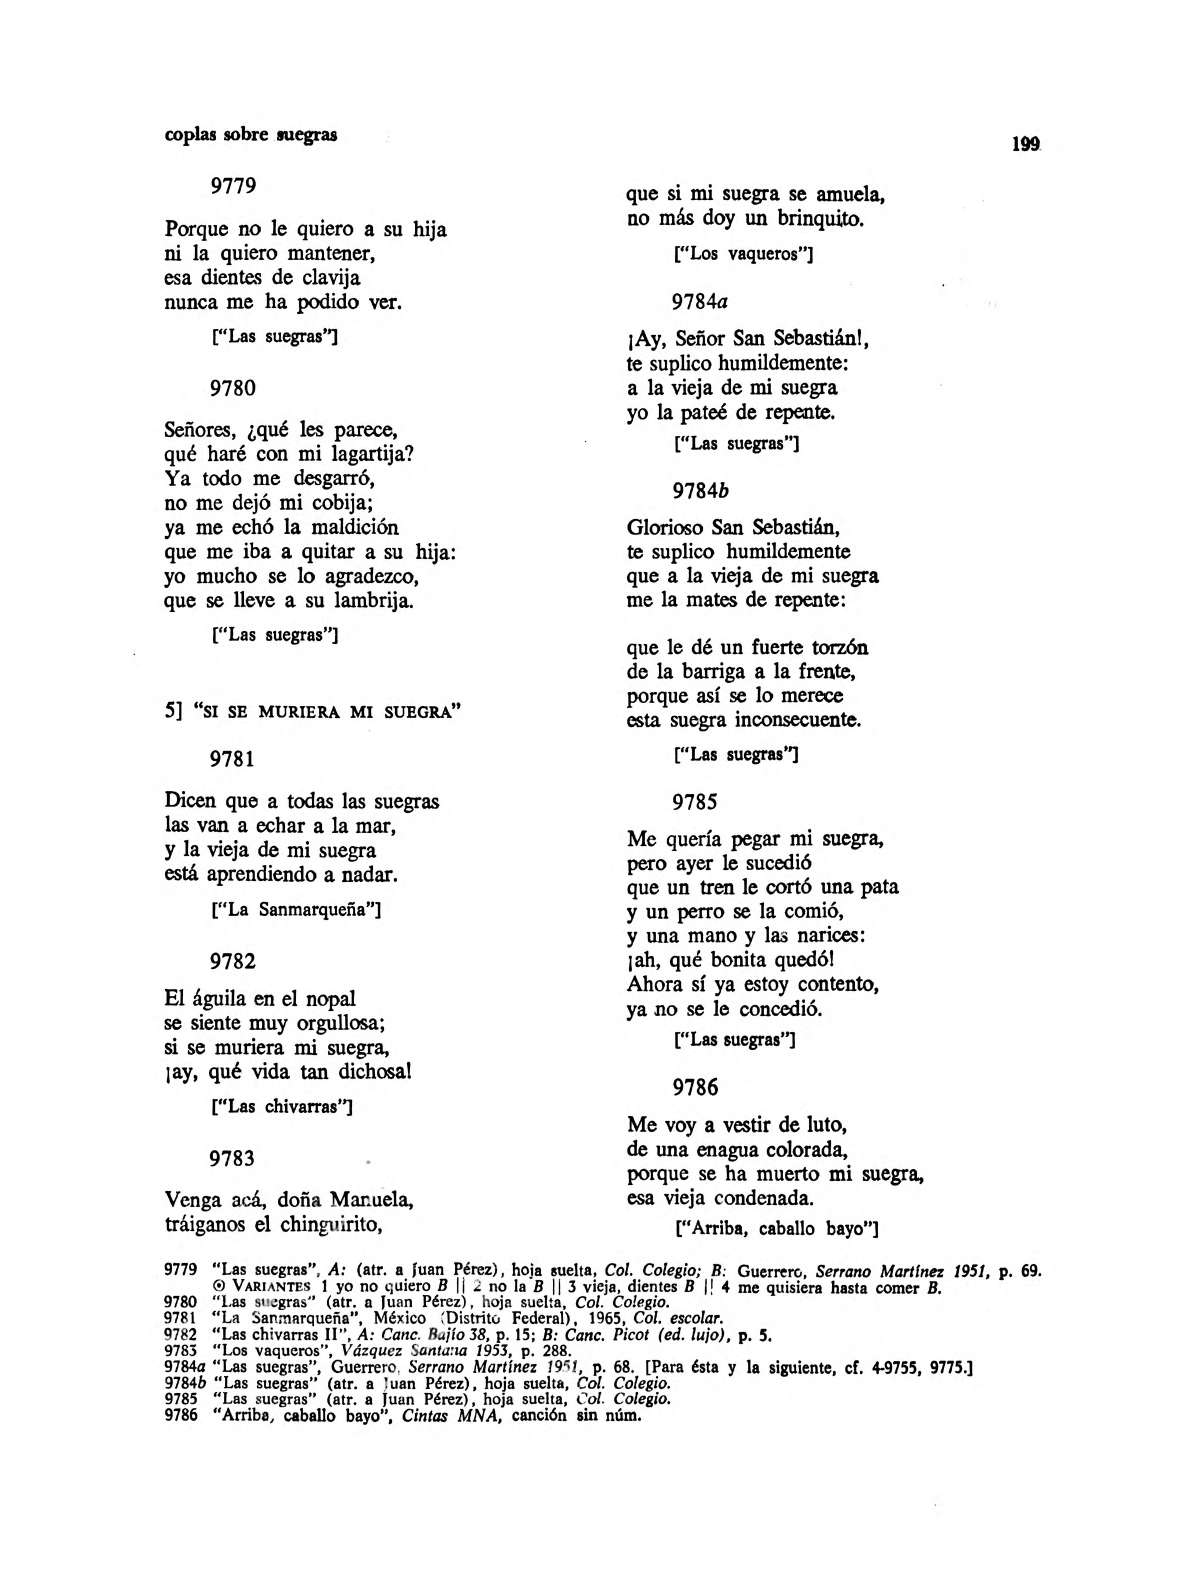 coplas sobre suegras
199
9779
Porque no le quiero a su hija
ni la quiero mantener,
esa dientes de clavija
nunca me ha podido ver.
["Las suegras"]
9780
Señores, ¿qué les parece,
qué haré con mi lagartija?
Ya todo me desgarró,
no me dejó mi cobija;
ya me echó la maldición
que me iba a quitar a su hija:
yo mucho se lo agradezco,
que se lleve a su lambrija.
["Las suegras"]
5] "SI SE MURIERA MI SUEGRA"
9781
Dicen que a todas las suegras
las van a echar a la mar,
y la vieja de mi suegra
está aprendiendo a nadar.
["La Sanmarqueña"]
9782
El águila en el nopal
se siente muy orgullosa;
si se muriera mi suegra,
¡ay, qué vida tan dichosa!
["Las chivarras"]
9783
Venga acá, doña Manuela,
tráiganos el chinguirito,
que si mi suegra se amuela,
no más doy un brinquito.
["Los vaqueros"]
9784a
¡Ay, Señor San Sebastián!,
te suplico humildemente:
a la vieja de mi suegra
yo la pateé de repente.
["Las suegras"]
9784b
Glorioso San Sebastián,
te suplico humildemente
que a la vieja de mi suegra
me la mates de repente:
que le dé un fuerte torzón
de la barriga a la frente,
porque así se lo merece
esta suegra inconsecuente.
["Las suegras"]
9785
Me quería pegar mi suegra,
pero ayer le sucedió
que un tren le cortó una pata
y un perro se la comió,
y una mano y las narices:
¡ah, qué bonita quedó!
Ahora sí ya estoy contento,
ya no se le concedió.
["Las suegras"]
9786
Me voy a vestir de luto,
de una enagua colorada,
porque se ha muerto mi suegra,
esa vieja condenada.
["Arriba, caballo bayo"]
9779 "Las suegras", A: (atr. a Juan Pérez), hoja suelta, Col. Colegio; B: Guerrero, Serrano Martínez 1951, p. 69.
⊙ VARIANTES 1 yo no quiero B || 2 no la B || 3 vieja, dientes B || 4 me quisiera hasta comer B.
9780 "Las suegras" (atr. a Juan Pérez), hoja suelta, Col. Colegio.
9781 "La Sanmarqueña", México (Distrito Federal), 1965, Col. escolar.
9782 "Las chivarras II", A: Canc. Bajío 38, p. 15; B: Canc. Picot (ed. lujo), p. 5.
9783 "Los vaqueros", Vázquez Santana 1953, p. 288.
9784a "Las suegras", Guerrero, Serrano Martínez 1951, p. 68. [Para ésta y la siguiente, cf. 4-9755, 9775.]
9784b "Las suegras" (atr. a Juan Pérez), hoja suelta, Col. Colegio.
9785 "Las suegras" (atr. a Juan Pérez), hoja suelta, Col. Colegio.
9786 "Arriba, caballo bayo", Cintas MNA, canción sin núm.